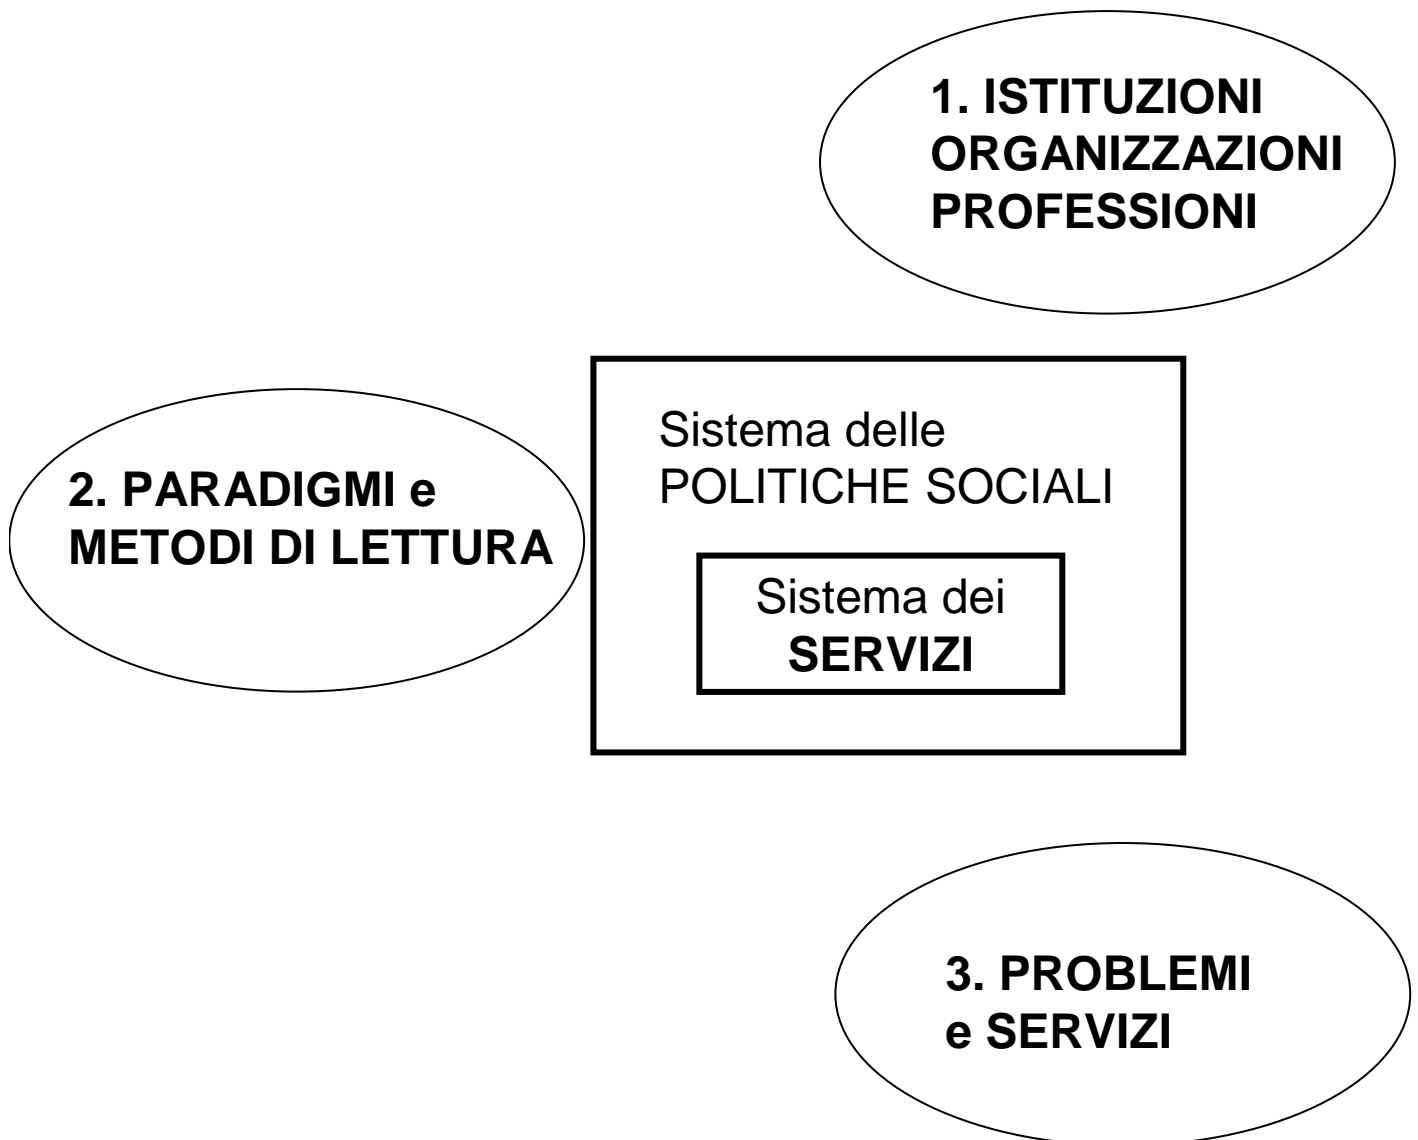 1. ISTITUZIONI
ORGANIZZAZIONI
PROFESSIONI
2. PARADIGMI e
METODI DI LETTURA
Sistema delle
POLITICHE SOCIALI
Sistema dei
SERVIZI
3. PROBLEMI
e SERVIZI